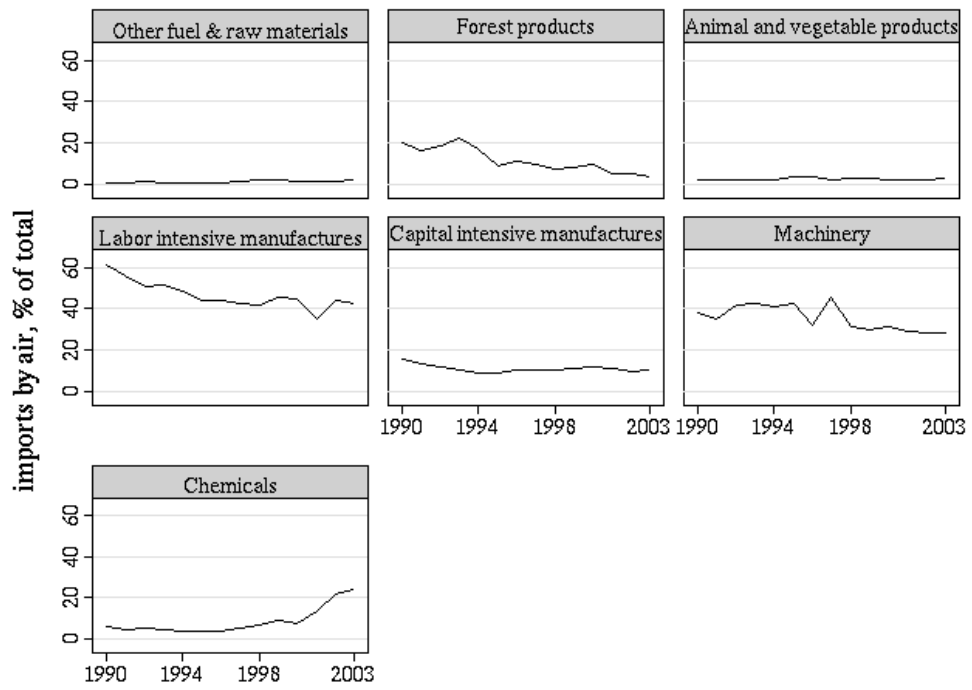 Other fuel & raw materials
Forest products
Animal and vegetable products
60
40
20
0
Labor intensive manufactures
Capital intensive manufactures
Machinery
60
40
20
0
1990 1994 1998 2003
1990 1994 1998 2003
imports by air, % of total
Chemicals
60
40
20
0
1990 1994 1998 2003